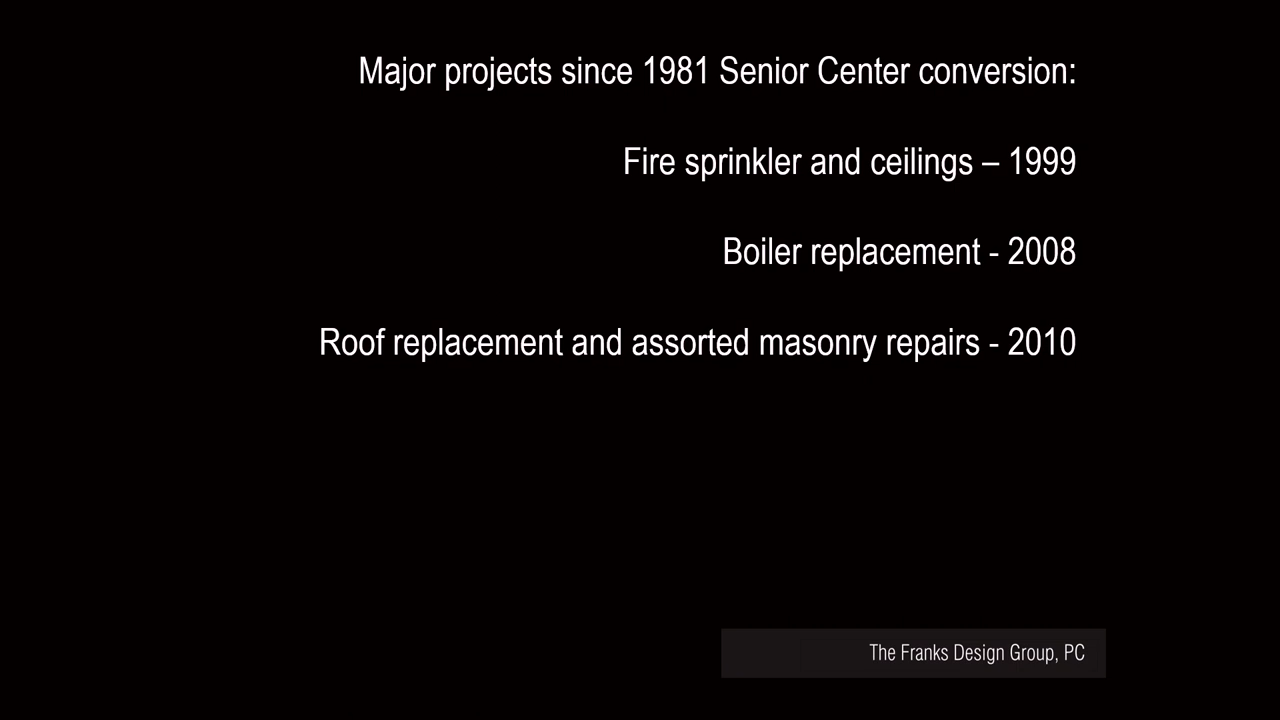 Major projects since 1981 Senior Center conversion:
Fire sprinkler and ceilings – 1999
Boiler replacement - 2008
Roof replacement and assorted masonry repairs - 2010
The Franks Design Group, PC